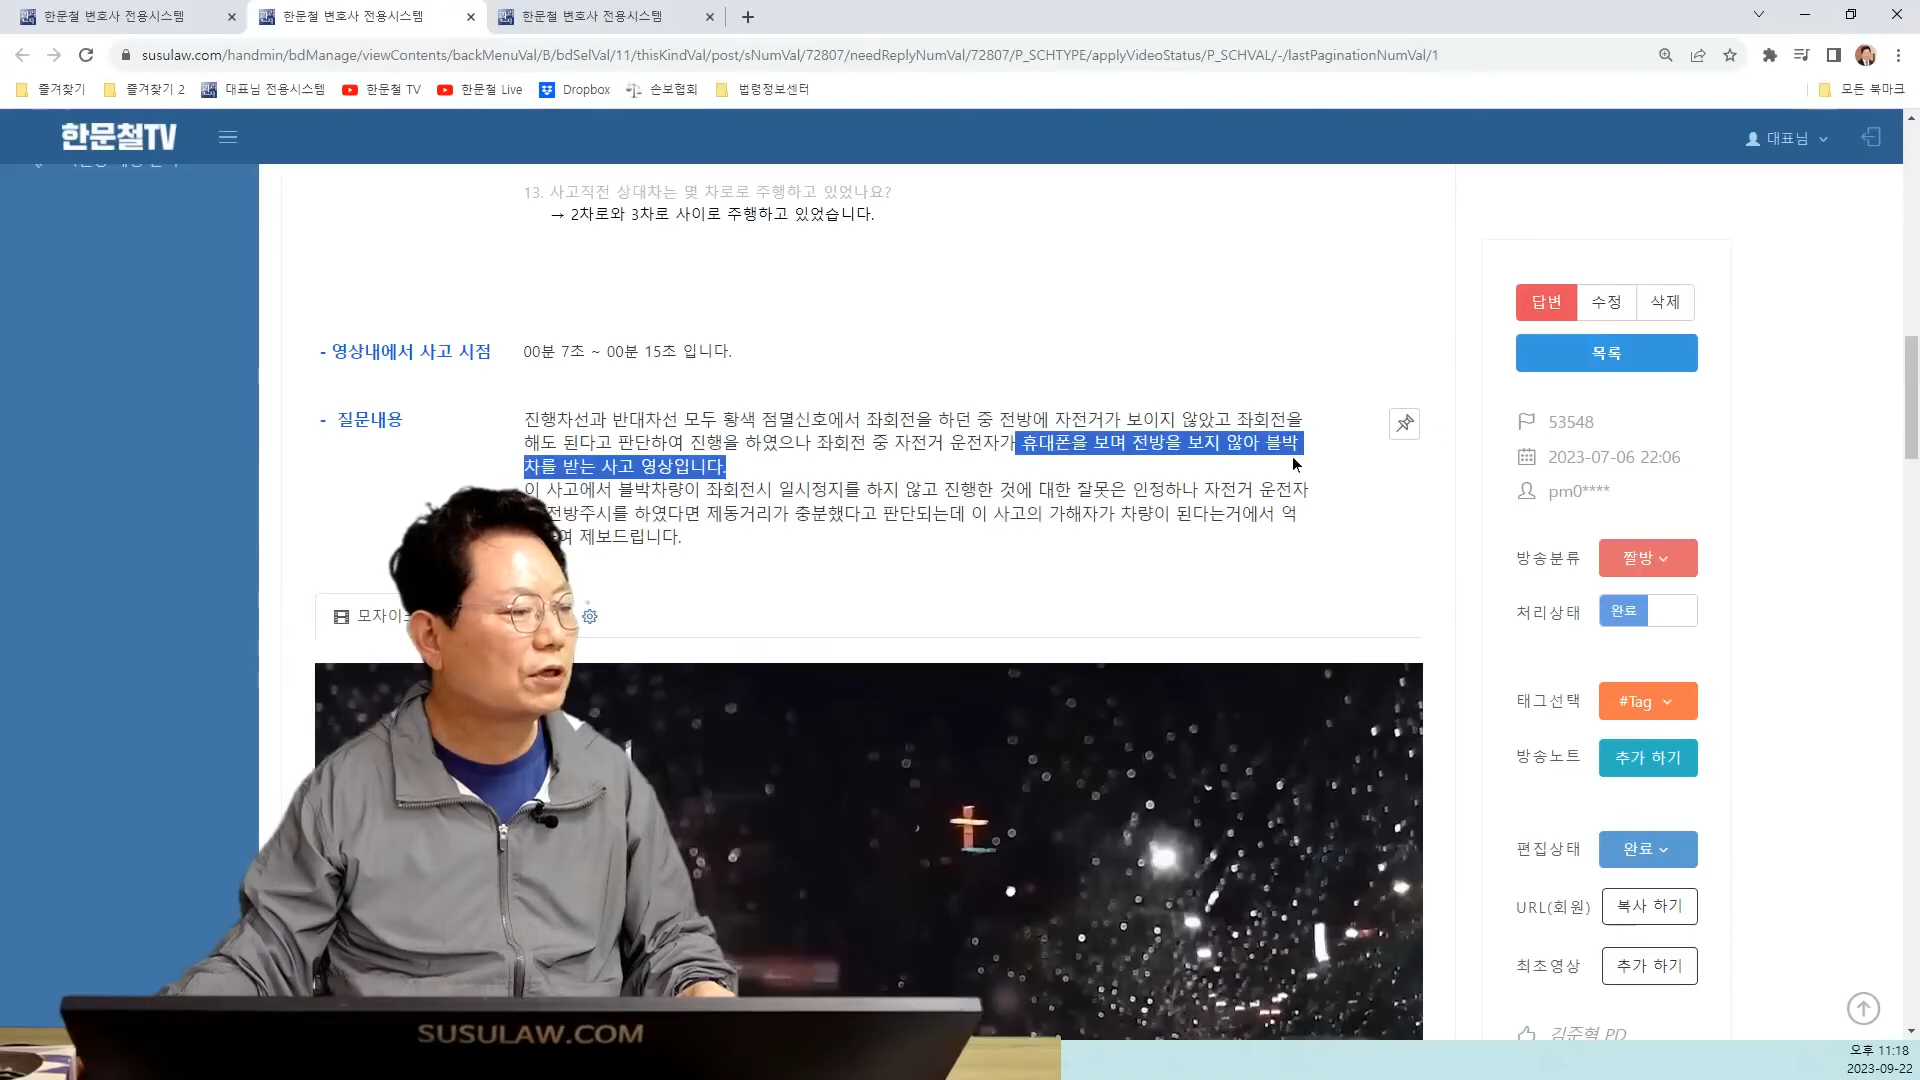 한문철 변호사 전용시스템
한문철 변호사 전용시스템
한문철 변호사 전용시스템
susulaw.com/handmin/bdManage/viewContents/backMenuVal/B/bdSelVal/11/thisKindVal/post/sNumVal/72807/needReplyNumVal/72807/P_SCHTYPE/applyVideoStatus/P_SCHVAL/-/lastPaginationNumVal/1
즐겨찾기
즐겨찾기 2
대표님 전용시스템
한문철 TV
한문철 Live
Dropbox
손보협회
법령정보센터
모든 북마크
한문철TV
대표님
13. 사고직전 상대차는 몇 차로로 주행하고 있었나요?
→ 2차로와 3차로 사이로 주행하고 있었습니다.
- 영상내에서 사고 시점
00분 7초 ~ 00분 15초 입니다.
- 질문내용
진행차선과 반대차선 모두 황색 점멸신호에서 좌회전을 하던 중 전방에 자전거가 보이지 않았고 좌회전을
해도 된다고 판단하여 진행을 하였으나 좌회전 중 자전거 운전자가 휴대폰을 보며 전방을 보지 않아 불박
차를 받는 사고 영상입니다.
이 사고에서 불박차량이 좌회전시 일시정지를 하지 않고 진행한 것에 대한 잘못은 인정하나 자전거 운전자
전방주시를 하였다면 제동거리가 충분했다고 판단되는데 이 사고의 가해자가 차량이 된다는거에서 억
여 제보드립니다.
모자이크
답변
수정
삭제
목록
53548
2023-07-06 22:06
pm0****
방송분류
짤방
처리상태
완료
태그선택
#Tag
방송노트
추가 하기
편집상태
완료
URL(회원)
복사 하기
최초영상
추가 하기
김준혁 PD
SUSULAW.COM
오후 11:18
2023-09-22